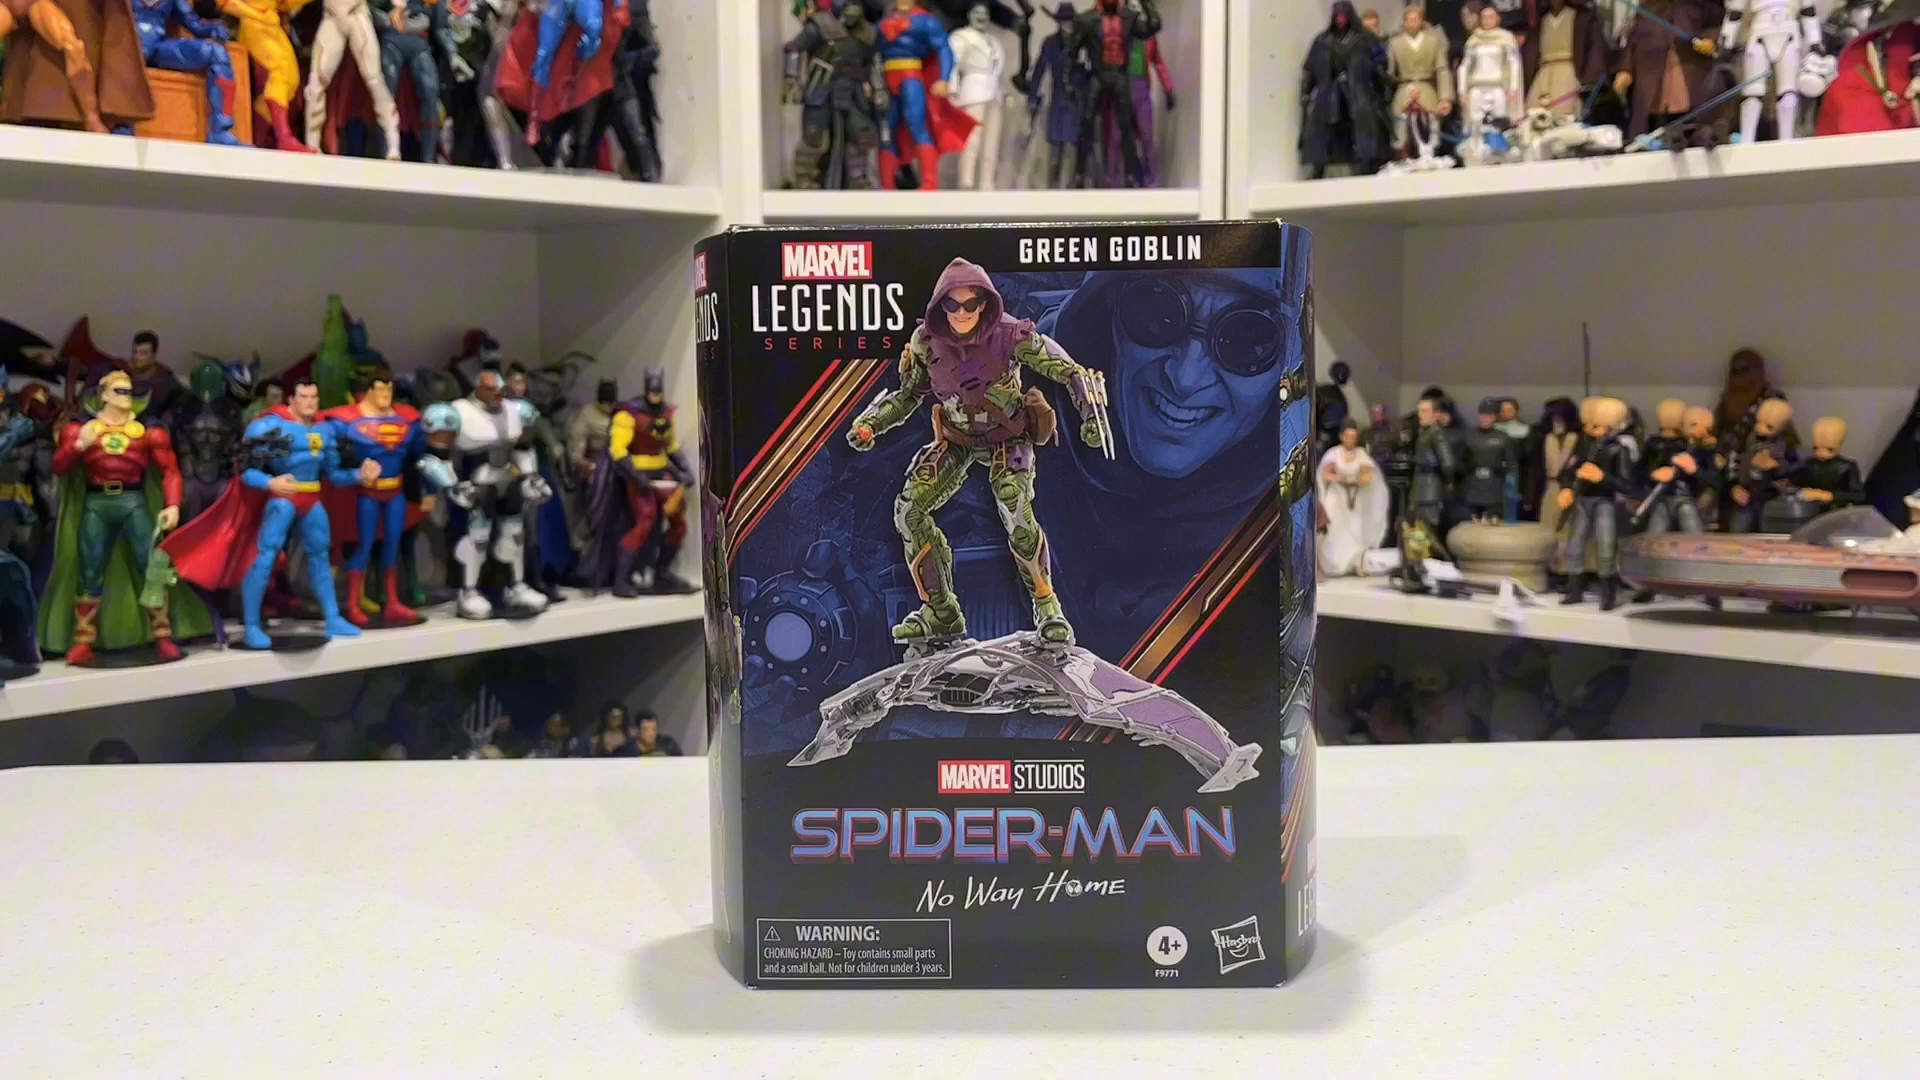 MARVEL
LEGENDS
SERIES
GREEN GOBLIN
MARVEL STUDIOS
SPIDER-MAN
No Way Home
WARNING:
CHOKING HAZARD – Toy contains small parts
and a small ball. Not for children under 3 years.
4+
F9771
Hasbro